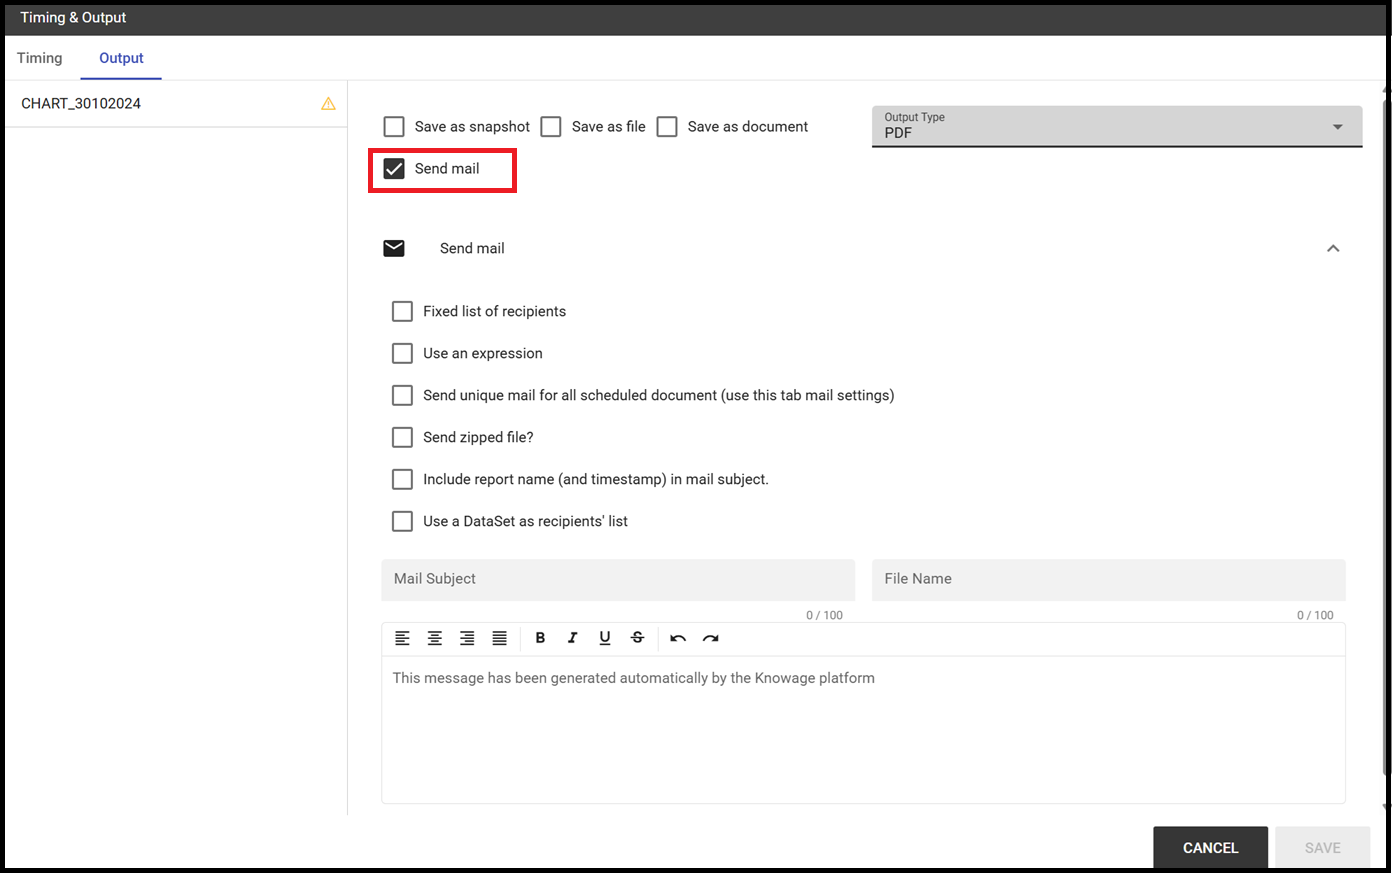 Timing & Output
Timing
Output
CHART_30102024
Save as snapshot
Save as file
Save as document
Output Type
PDF
Send mail
Send mail
Fixed list of recipients
Use an expression
Send unique mail for all scheduled document (use this tab mail settings)
Send zipped file?
Include report name (and timestamp) in mail subject.
Use a DataSet as recipients' list
Mail Subject
File Name
0 / 100
0 / 100
B I U S
This message has been generated automatically by the Knowage platform
CANCEL
SAVE